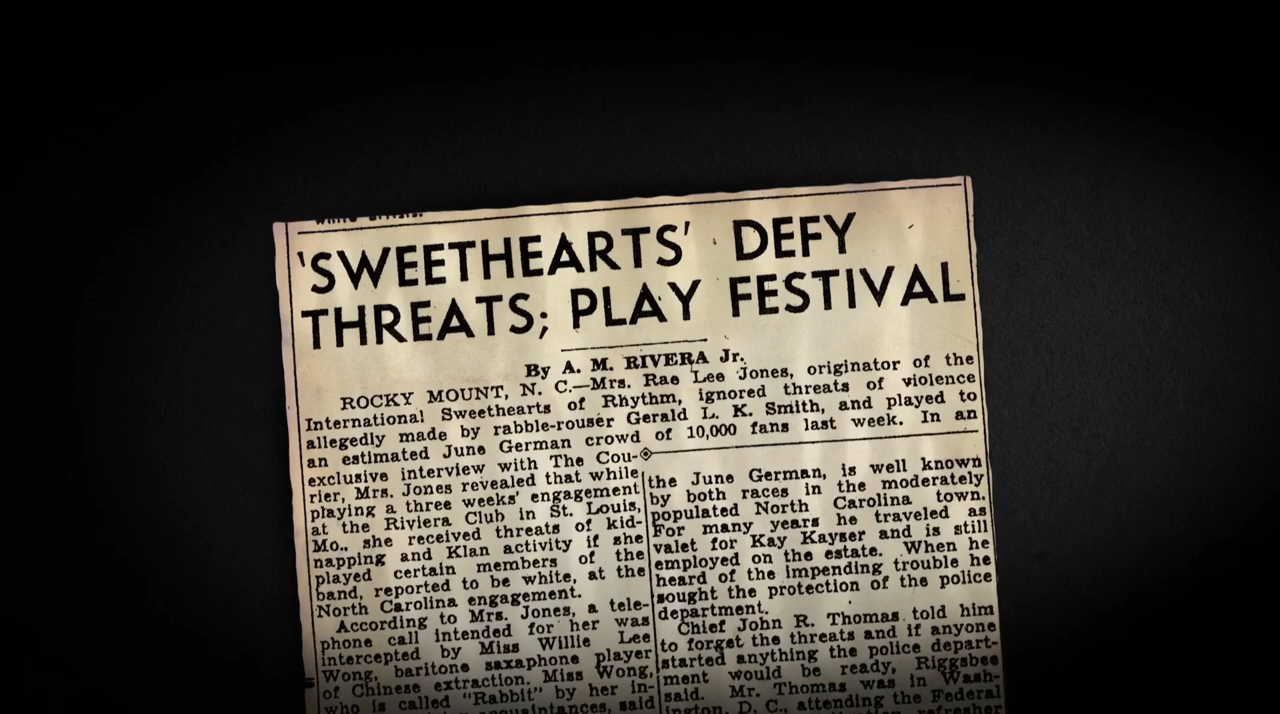 'SWEETHEARTS' DEFY
THREATS; PLAY FESTIVAL
By A. M. RIVERA Jr.
ROCKY MOUNT, N. C.—Mrs. Rae Lee Jones, originator of the
International Sweethearts of Rhythm, ignored threats of violence
allegedly made by rabble-rouser Gerald L. K. Smith, and played to
an estimated June German crowd of 10,000 fans last week. In an
exclusive interview with The Cou-
rier, Mrs. Jones revealed that while
playing a three weeks' engagement
at the Riviera Club in St. Louis,
Mo., she received threats of kid-
napping and Klan activity if she
played certain members of the
band, reported to be white, at the
North Carolina engagement.
According to Mrs. Jones, a tele-
phone call intended for her was
intercepted by Miss Willie Lee
Wong, baritone saxaphone player
of Chinese extraction. Miss Wong,
who is called "Rabbit" by her in-
acquaintances, said
the June German, is well known
by both races in the moderately
populated North Carolina town.
For many years he traveled as
valet for Kay Kayser and is still
employed on the estate. When he
heard of the impending trouble he
sought the protection of the police
department.
Chief John R. Thomas told him
to forget the threats and if anyone
started anything the police depart-
ment would be ready, Riggsbee
said. Mr. Thomas was in Wash-
ington, D. C., attending the Federal
refresher